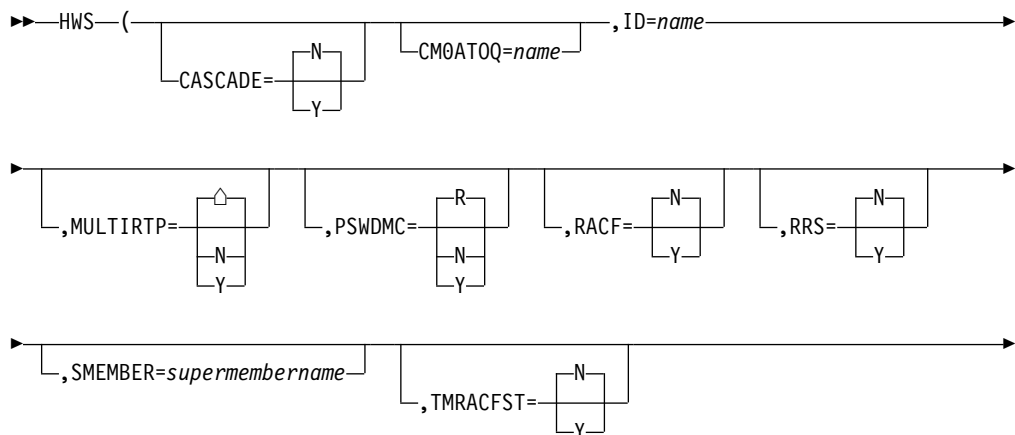 HWS ( CASCADE= N Y CM0ATOQ=name ,ID=name
,MULTIRTP= N Y ,PSWDMC= R N Y ,RACF= N Y ,RRS= N Y
,SMEMBER=supermembername ,TMRACFST= N Y